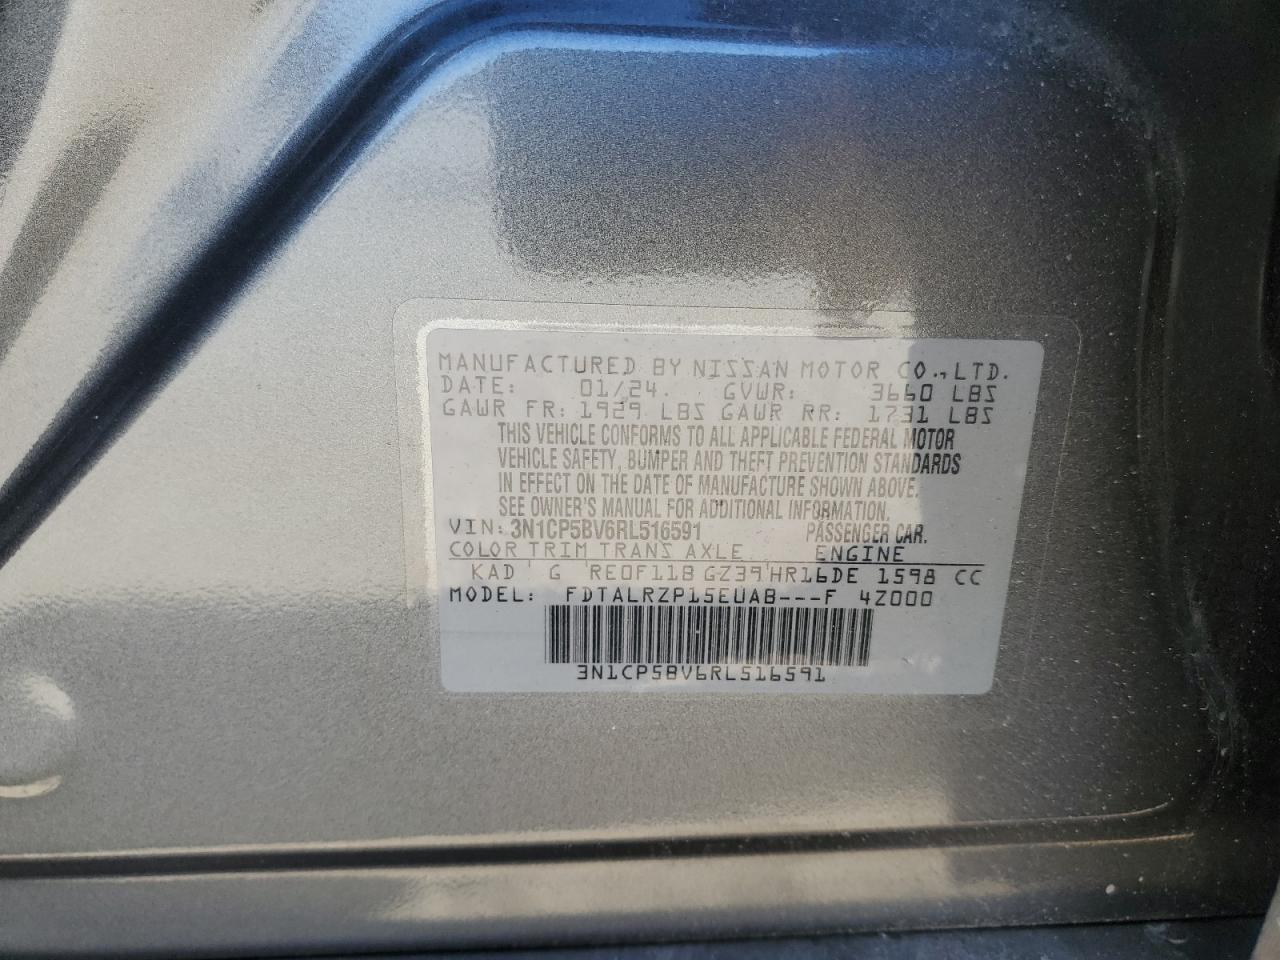 MANUFACTURED BY NISSAN MOTOR CO.,LTD.
DATE: 01/24. GVWR: 3660 LBS
GAWR FR: 1929 LBS GAWR RR: 1731 LBS
THIS VEHICLE CONFORMS TO ALL APPLICABLE FEDERAL MOTOR
VEHICLE SAFETY, BUMPER AND THEFT PREVENTION STANDARDS
IN EFFECT ON THE DATE OF MANUFACTURE SHOWN ABOVE.
SEE OWNER'S MANUAL FOR ADDITIONAL INFORMATION.
VIN: 3N1CP5BV6RL516591 PASSENGER CAR.
COLOR TRIM TRANS AXLE ENGINE
KAD ' G ' RE0F11B GZ39 ' HR16DE 1598 CC
MODEL: FDTALRZP15EUAB---F 4Z000
3N1CP5BV6RL516591